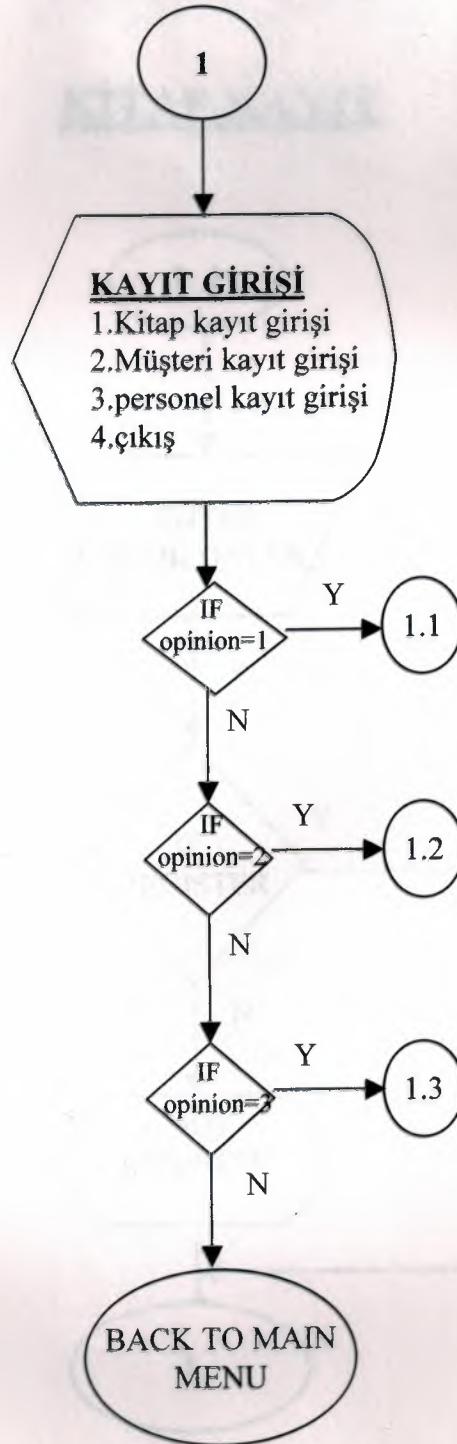 1
KAYIT GİRİŞİ
1.Kitap kayıt girişi
2.Müşteri kayıt girişi
3.personel kayıt girişi
4.çıkış
IF
opinion=1
Y
1.1
N
IF
opinion=2
Y
1.2
N
IF
opinion=3
Y
1.3
N
BACK TO MAIN
MENU